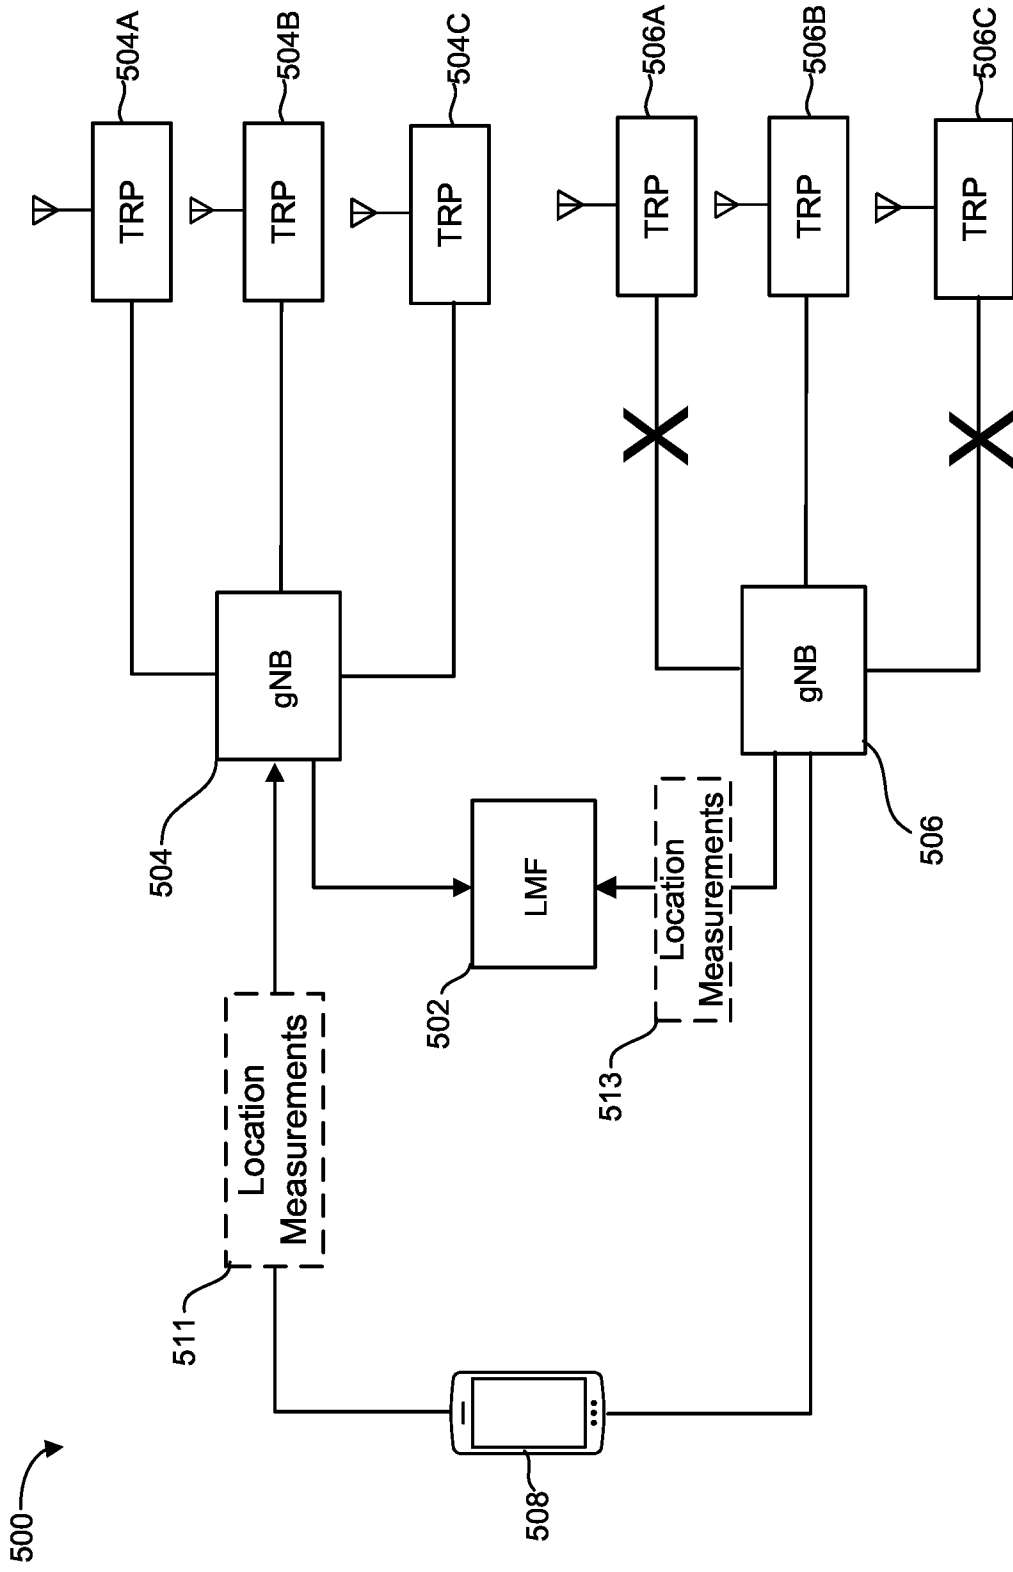 500
508
511
Location
Measurements
504
gNB
502
LMF
513
Location
Measurements
506
gNB
TRP
504A
TRP
504B
TRP
504C
TRP
506A
TRP
506B
TRP
506C